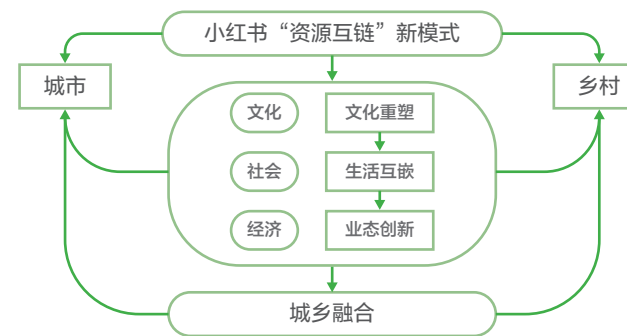 小红书“资源互链”新模式
城市
乡村
文化
文化重塑
社会
生活互嵌
经济
业态创新
城乡融合